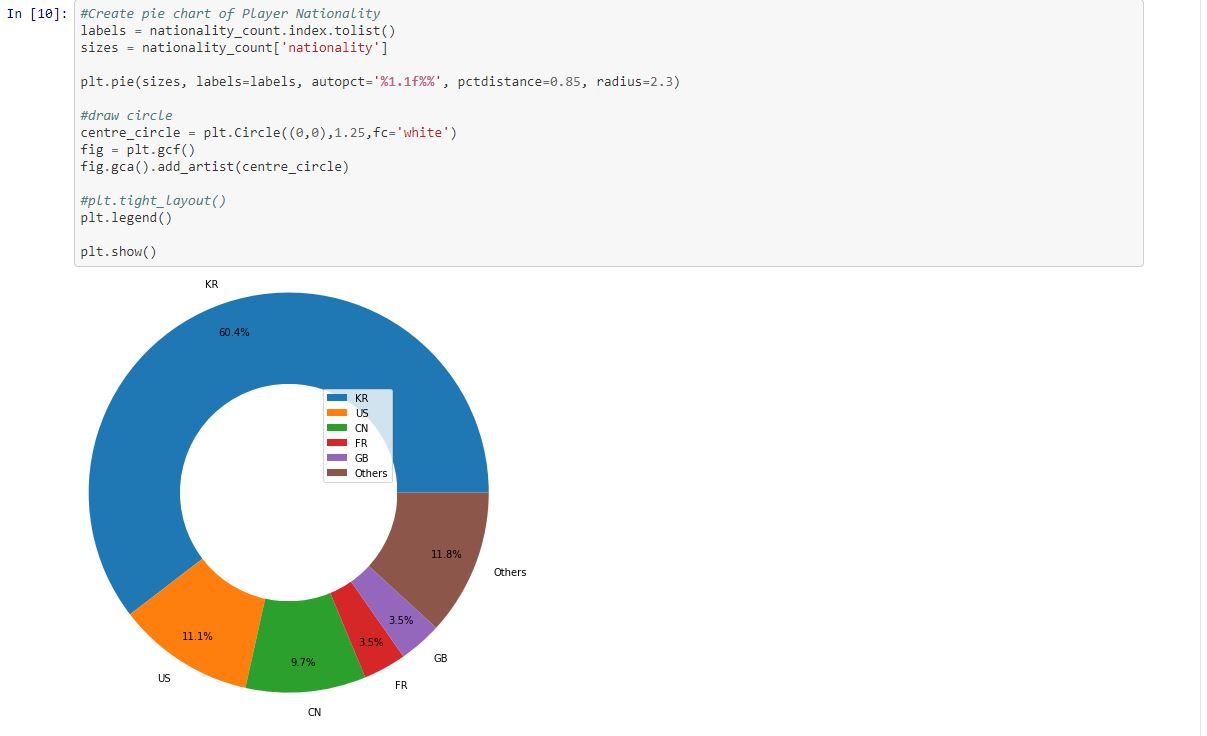 In [10]: #Create pie chart of Player Nationality
labels = nationality_count.index.tolist()
sizes = nationality_count['nationality']
plt.pie(sizes, labels=labels, autopct='%1.1f%%', pctdistance=0.85, radius=2.3)
#draw circle
centre_circle = plt.Circle((0,0),1.25,fc='white')
fig = plt.gcf()
fig.gca().add_artist(centre_circle)
#plt.tight_layout()
plt.legend()
plt.show()
KR
60.4%
KR
US
CN
FR
GB
Others
11.8%
Others
3.5%
GB
3.5%
FR
9.7%
CN
11.1%
US